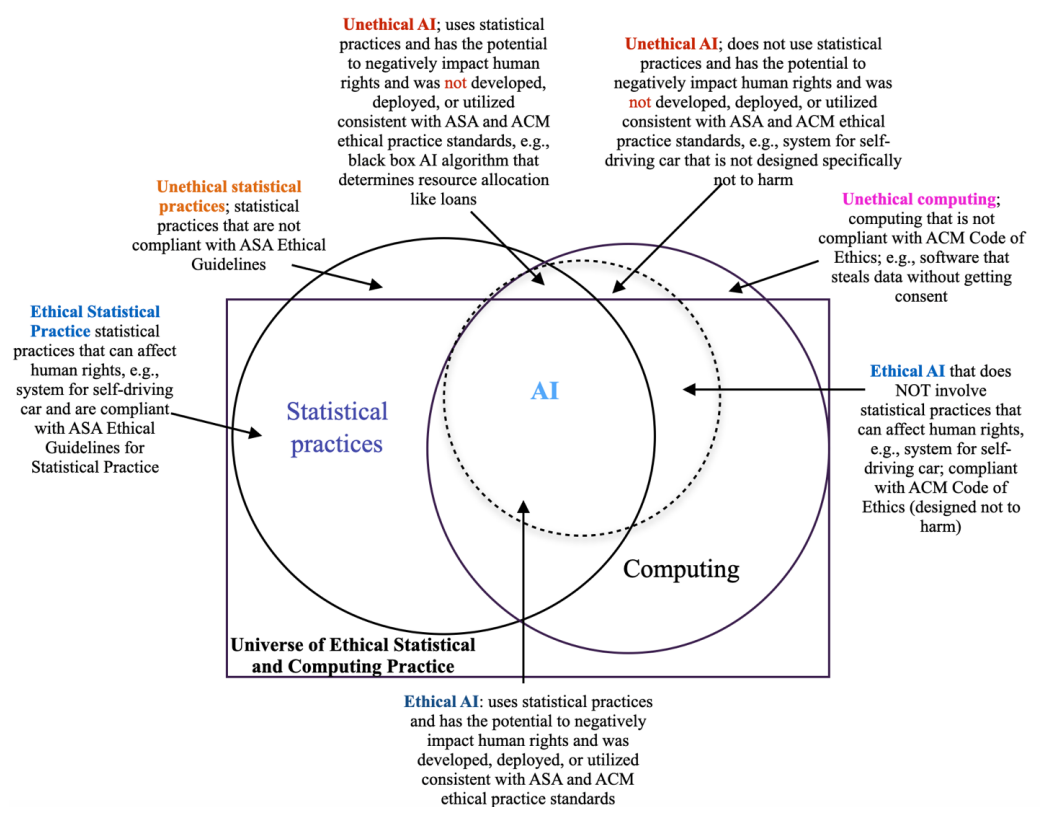 Unethical AI; uses statistical
practices and has the potential
to negatively impact human
rights and was not developed,
deployed, or utilized
consistent with ASA and ACM
ethical practice standards, e.g.,
black box AI algorithm that
determines resource allocation
like loans
Unethical AI; does not use statistical
practices and has the potential to
negatively impact human rights and was
not developed, deployed, or utilized
consistent with ASA and ACM ethical
practice standards, e.g., system for self-
driving car that is not designed specifically
not to harm
Unethical statistical
practices; statistical
practices that are not
compliant with ASA Ethical
Guidelines
Unethical computing;
computing that is not
compliant with ACM Code of
Ethics; e.g., software that
steals data without getting
consent
Ethical Statistical
Practice statistical
practices that can affect
human rights, e.g.,
system for self-driving
car and are compliant
with ASA Ethical
Guidelines for
Statistical Practice
Statistical
practices
AI
Ethical AI that does
NOT involve
statistical practices that
can affect human rights,
e.g., system for self-
driving car; compliant
with ACM Code of
Ethics (designed not to
harm)
Computing
Universe of Ethical Statistical
and Computing Practice
Ethical AI: uses statistical practices
and has the potential to negatively
impact human rights and was
developed, deployed, or utilized
consistent with ASA and ACM
ethical practice standards